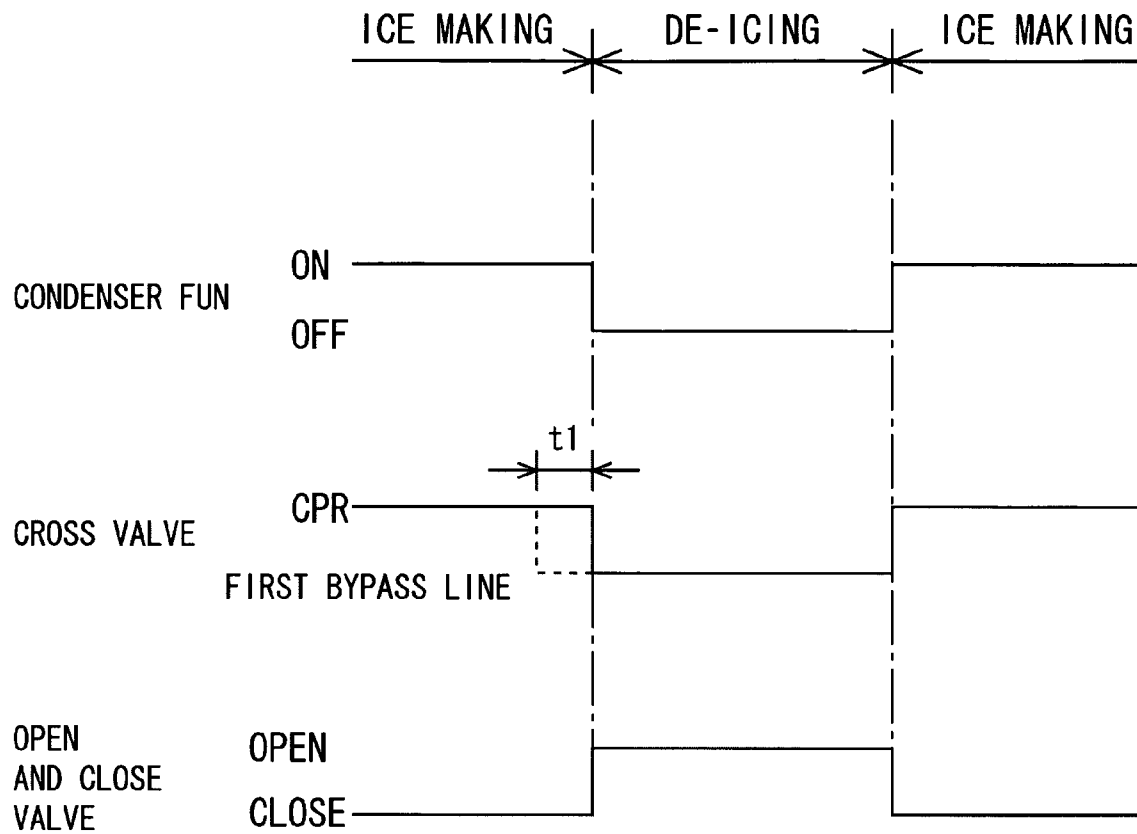 ICE MAKING DE-ICING ICE MAKING
ON
CONDENSER FUN
OFF
t1
CPR
CROSS VALVE
FIRST BYPASS LINE
OPEN
AND CLOSE
VALVE
OPEN
CLOSE